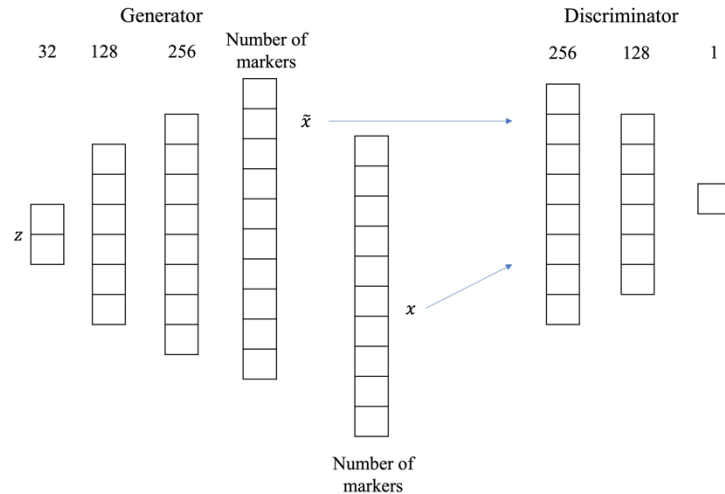 Generator
Discriminator
32
128
256
Number of
markers
256
128
1
x̃
z
x
Number of
markers